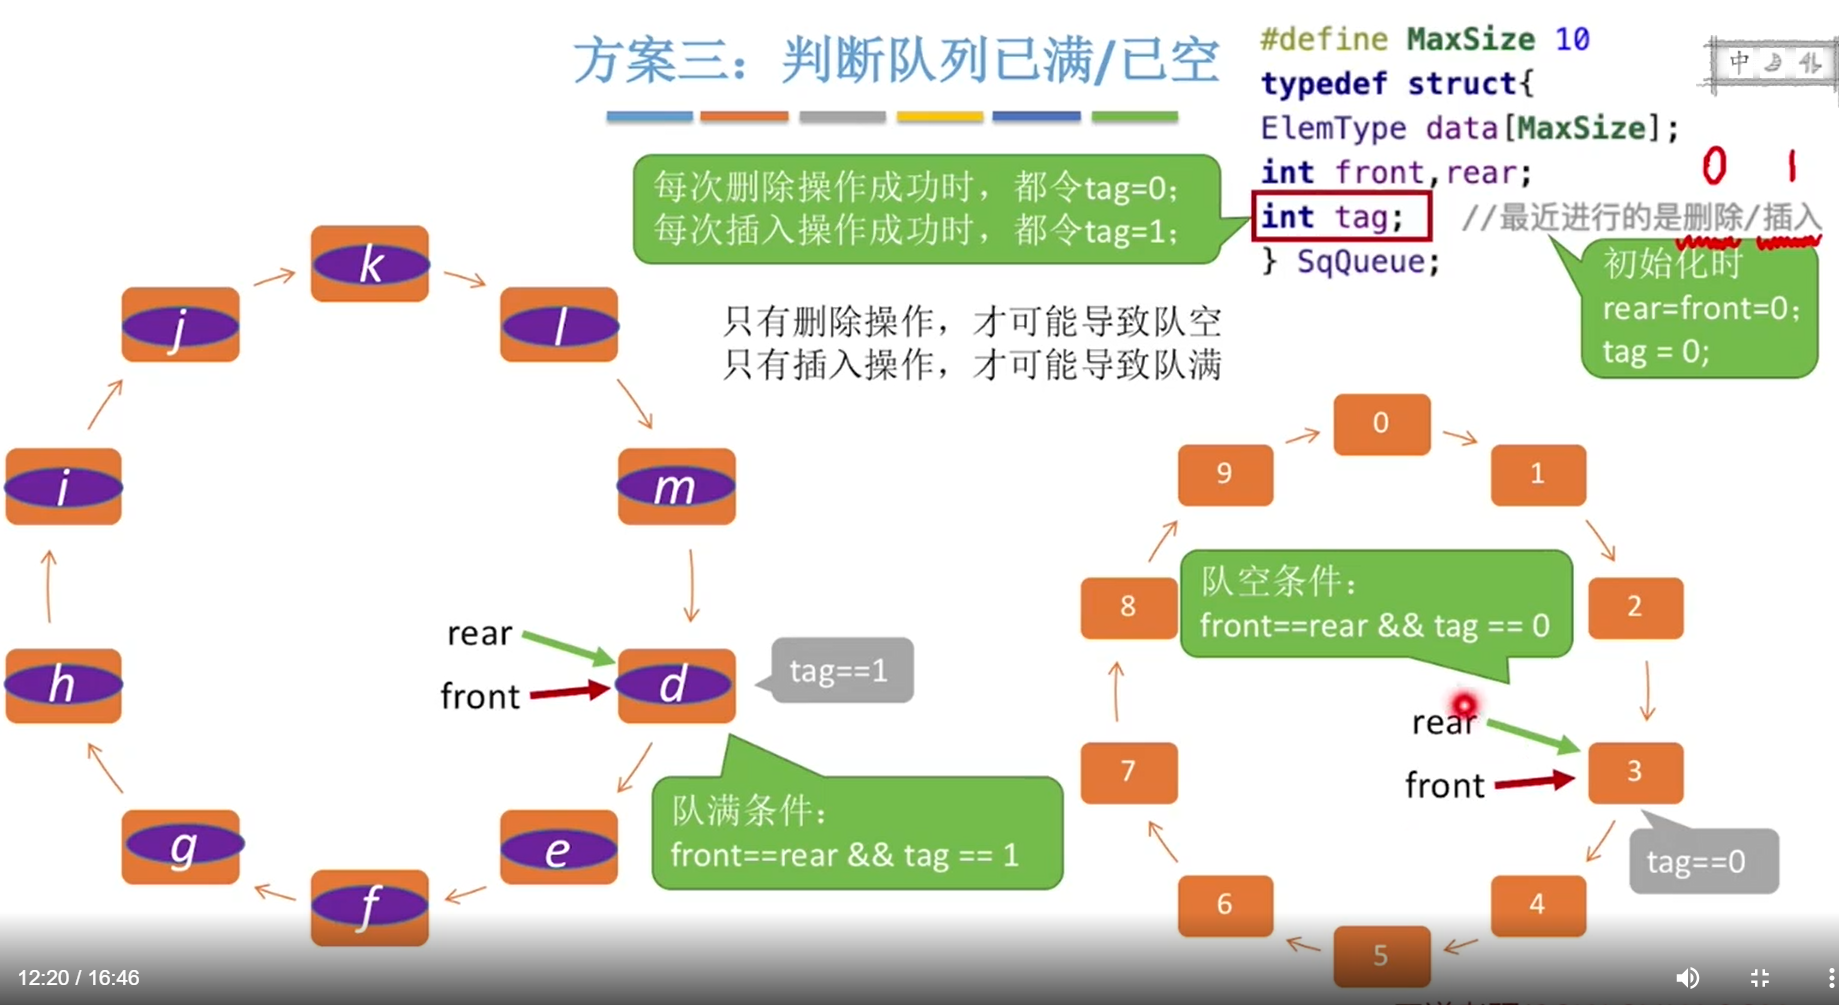 方案三：判断队列已满/已空
#define MaxSize 10
typedef struct{
ElemType data[MaxSize];
int front,rear;
int tag; //最近进行的是删除/插入
} SqQueue;
0 1
中
每次删除操作成功时，都令tag=0；
每次插入操作成功时，都令tag=1；
初始化时
rear=front=0；
tag = 0;
只有删除操作，才可能导致队空
只有插入操作，才可能导致队满
k
l
m
d
e
f
g
h
i
j
rear
front
tag==1
队满条件：
front==rear && tag == 1
0
1
2
3
4
5
6
7
8
9
队空条件：
front==rear && tag == 0
rear
front
tag==0
12:20 / 16:46